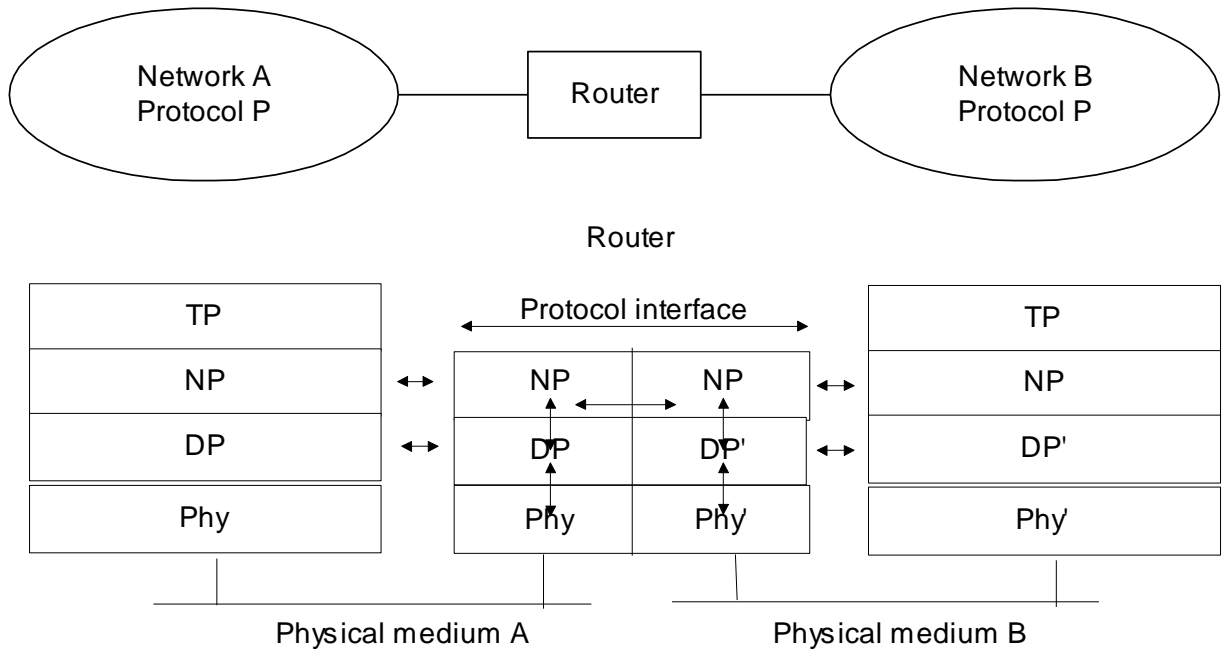 Network A
Protocol P
Router
Network B
Protocol P
Router
Protocol interface
TP
NP
DP
Phy
NP
NP
DP
DP'
Phy
Phy'
TP
NP
DP'
Phy'
Physical medium A
Physical medium B